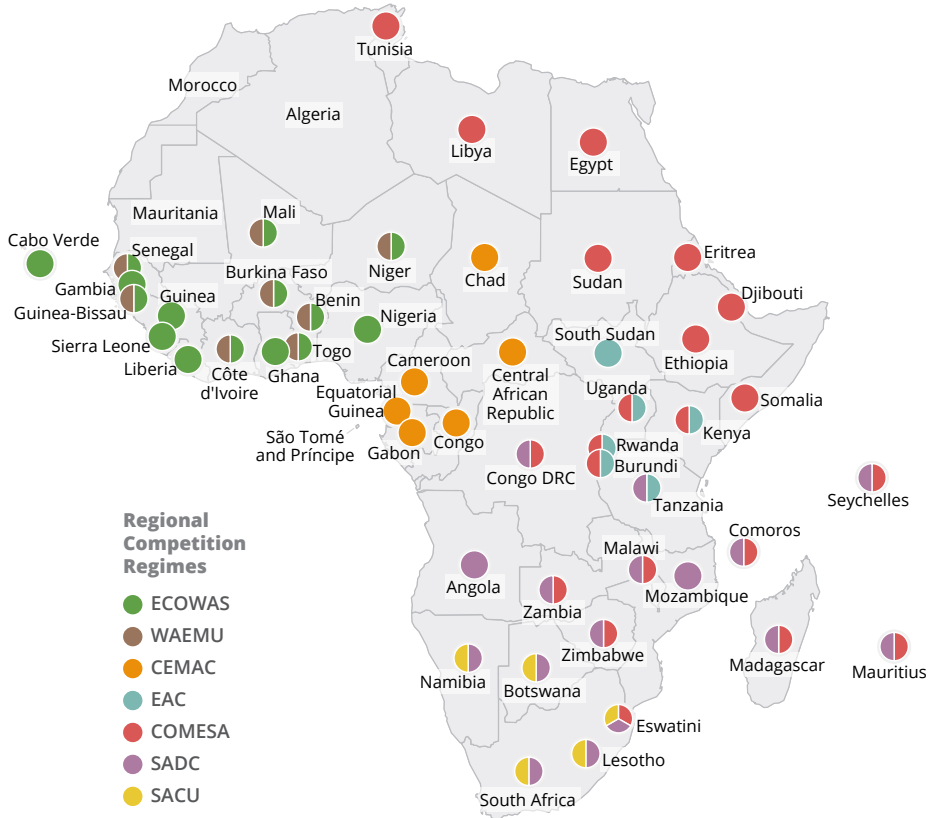 Tunisia
Morocco
Algeria
Libya
Egypt
Mauritania
Mali
Cabo Verde
Senegal
Niger
Chad
Sudan
Eritrea
Burkina Faso
Gambia
Guinea
Benin
Djibouti
Guinea-Bissau
Nigeria
South Sudan
Sierra Leone
Togo
Ethiopia
Liberia
Côte
d'Ivoire
Ghana
Cameroon
Central
African
Republic
Uganda
Equatorial
Guinea
Somalia
Kenya
São Tomé
and Príncipe
Gabon
Congo
Rwanda
Congo DRC
Burundi
Tanzania
Seychelles
Comoros
Malawi
Angola
Mozambique
Zambia
Zimbabwe
Madagascar
Mauritius
Namibia
Botswana
Eswatini
Lesotho
South Africa
Regional
Competition
Regimes
ECOWAS
WAEMU
CEMAC
EAC
COMESA
SADC
SACU